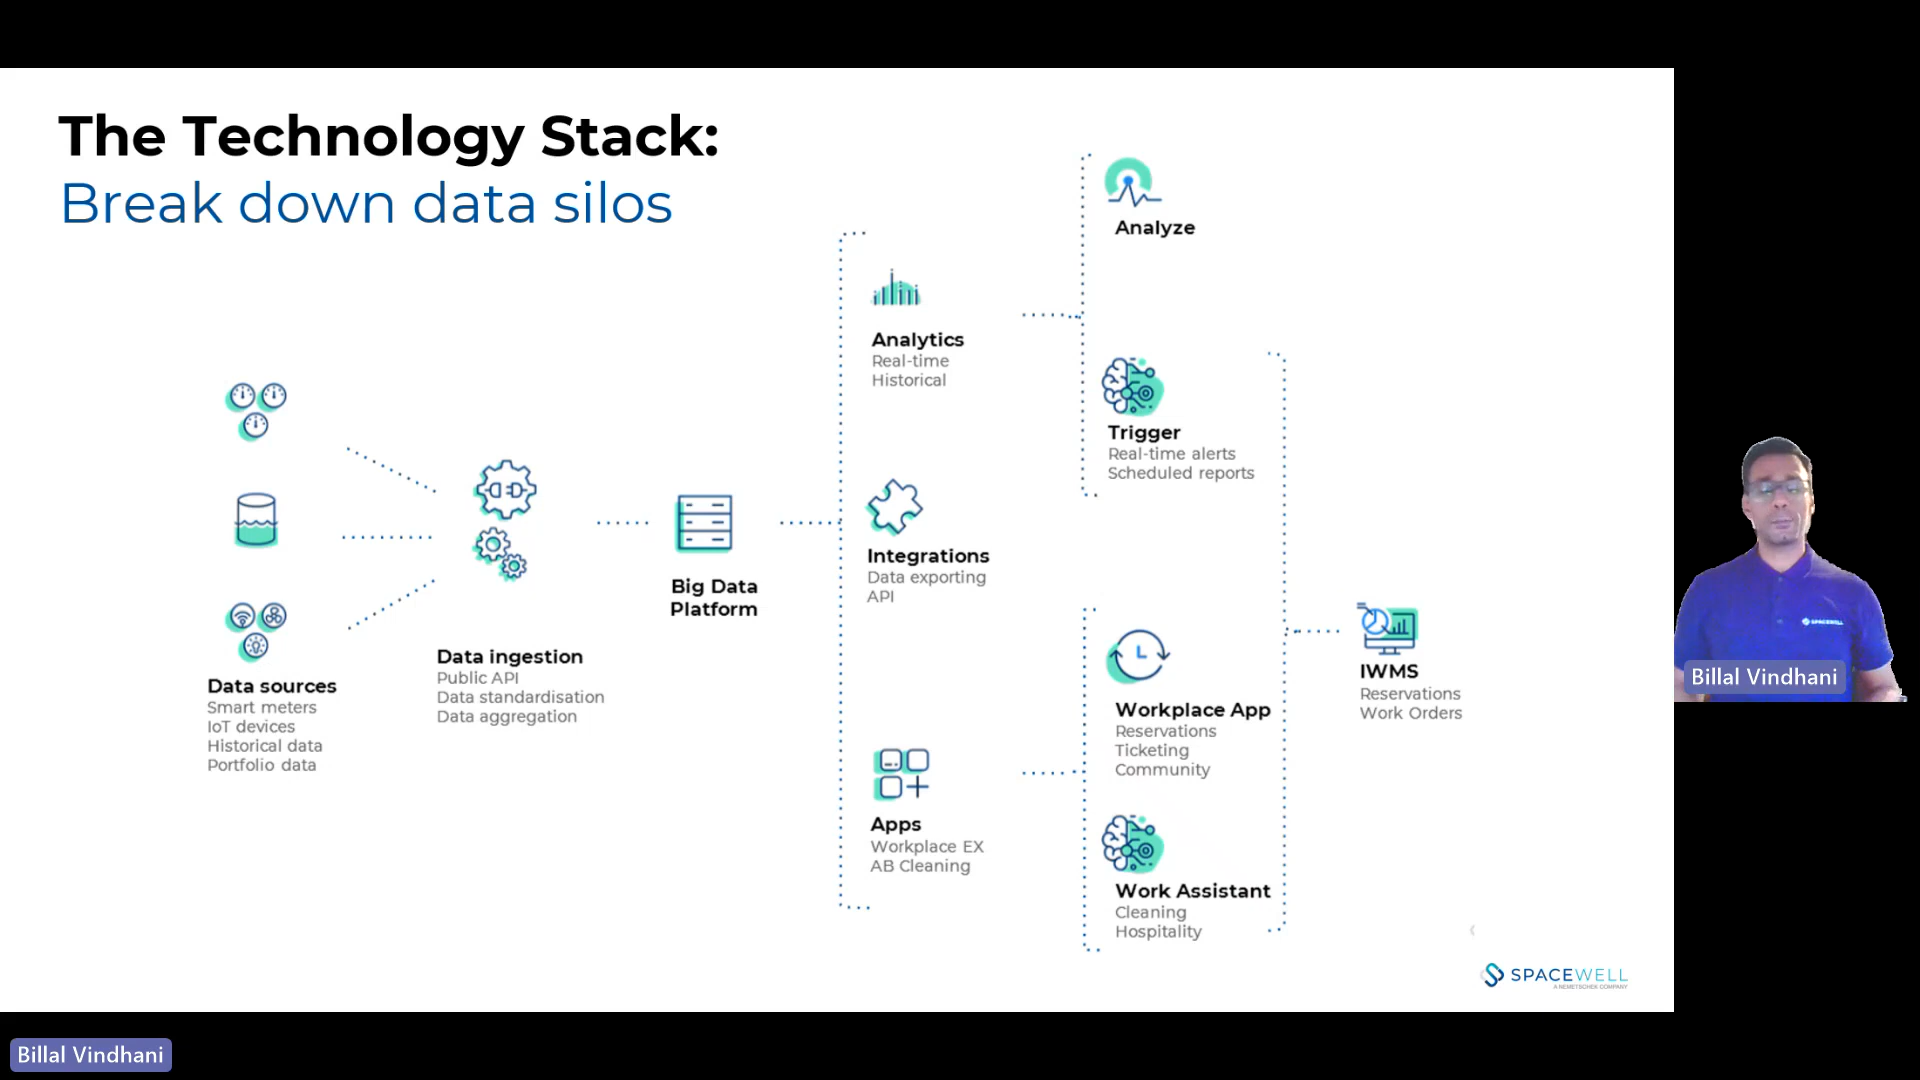 The Technology Stack:
Break down data silos
Data sources
Smart meters
IoT devices
Historical data
Portfolio data
Data ingestion
Public API
Data standardisation
Data aggregation
Big Data
Platform
Analytics
Real-time
Historical
Integrations
Data exporting
API
Apps
Workplace EX
AB Cleaning
Analyze
Trigger
Real-time alerts
Scheduled reports
Workplace App
Reservations
Ticketing
Community
Work Assistant
Cleaning
Hospitality
IWMS
Reservations
Work Orders
SPACEWELL
A NEMETSCHEK COMPANY
SPACEWELL
Billal Vindhani
Billal Vindhani